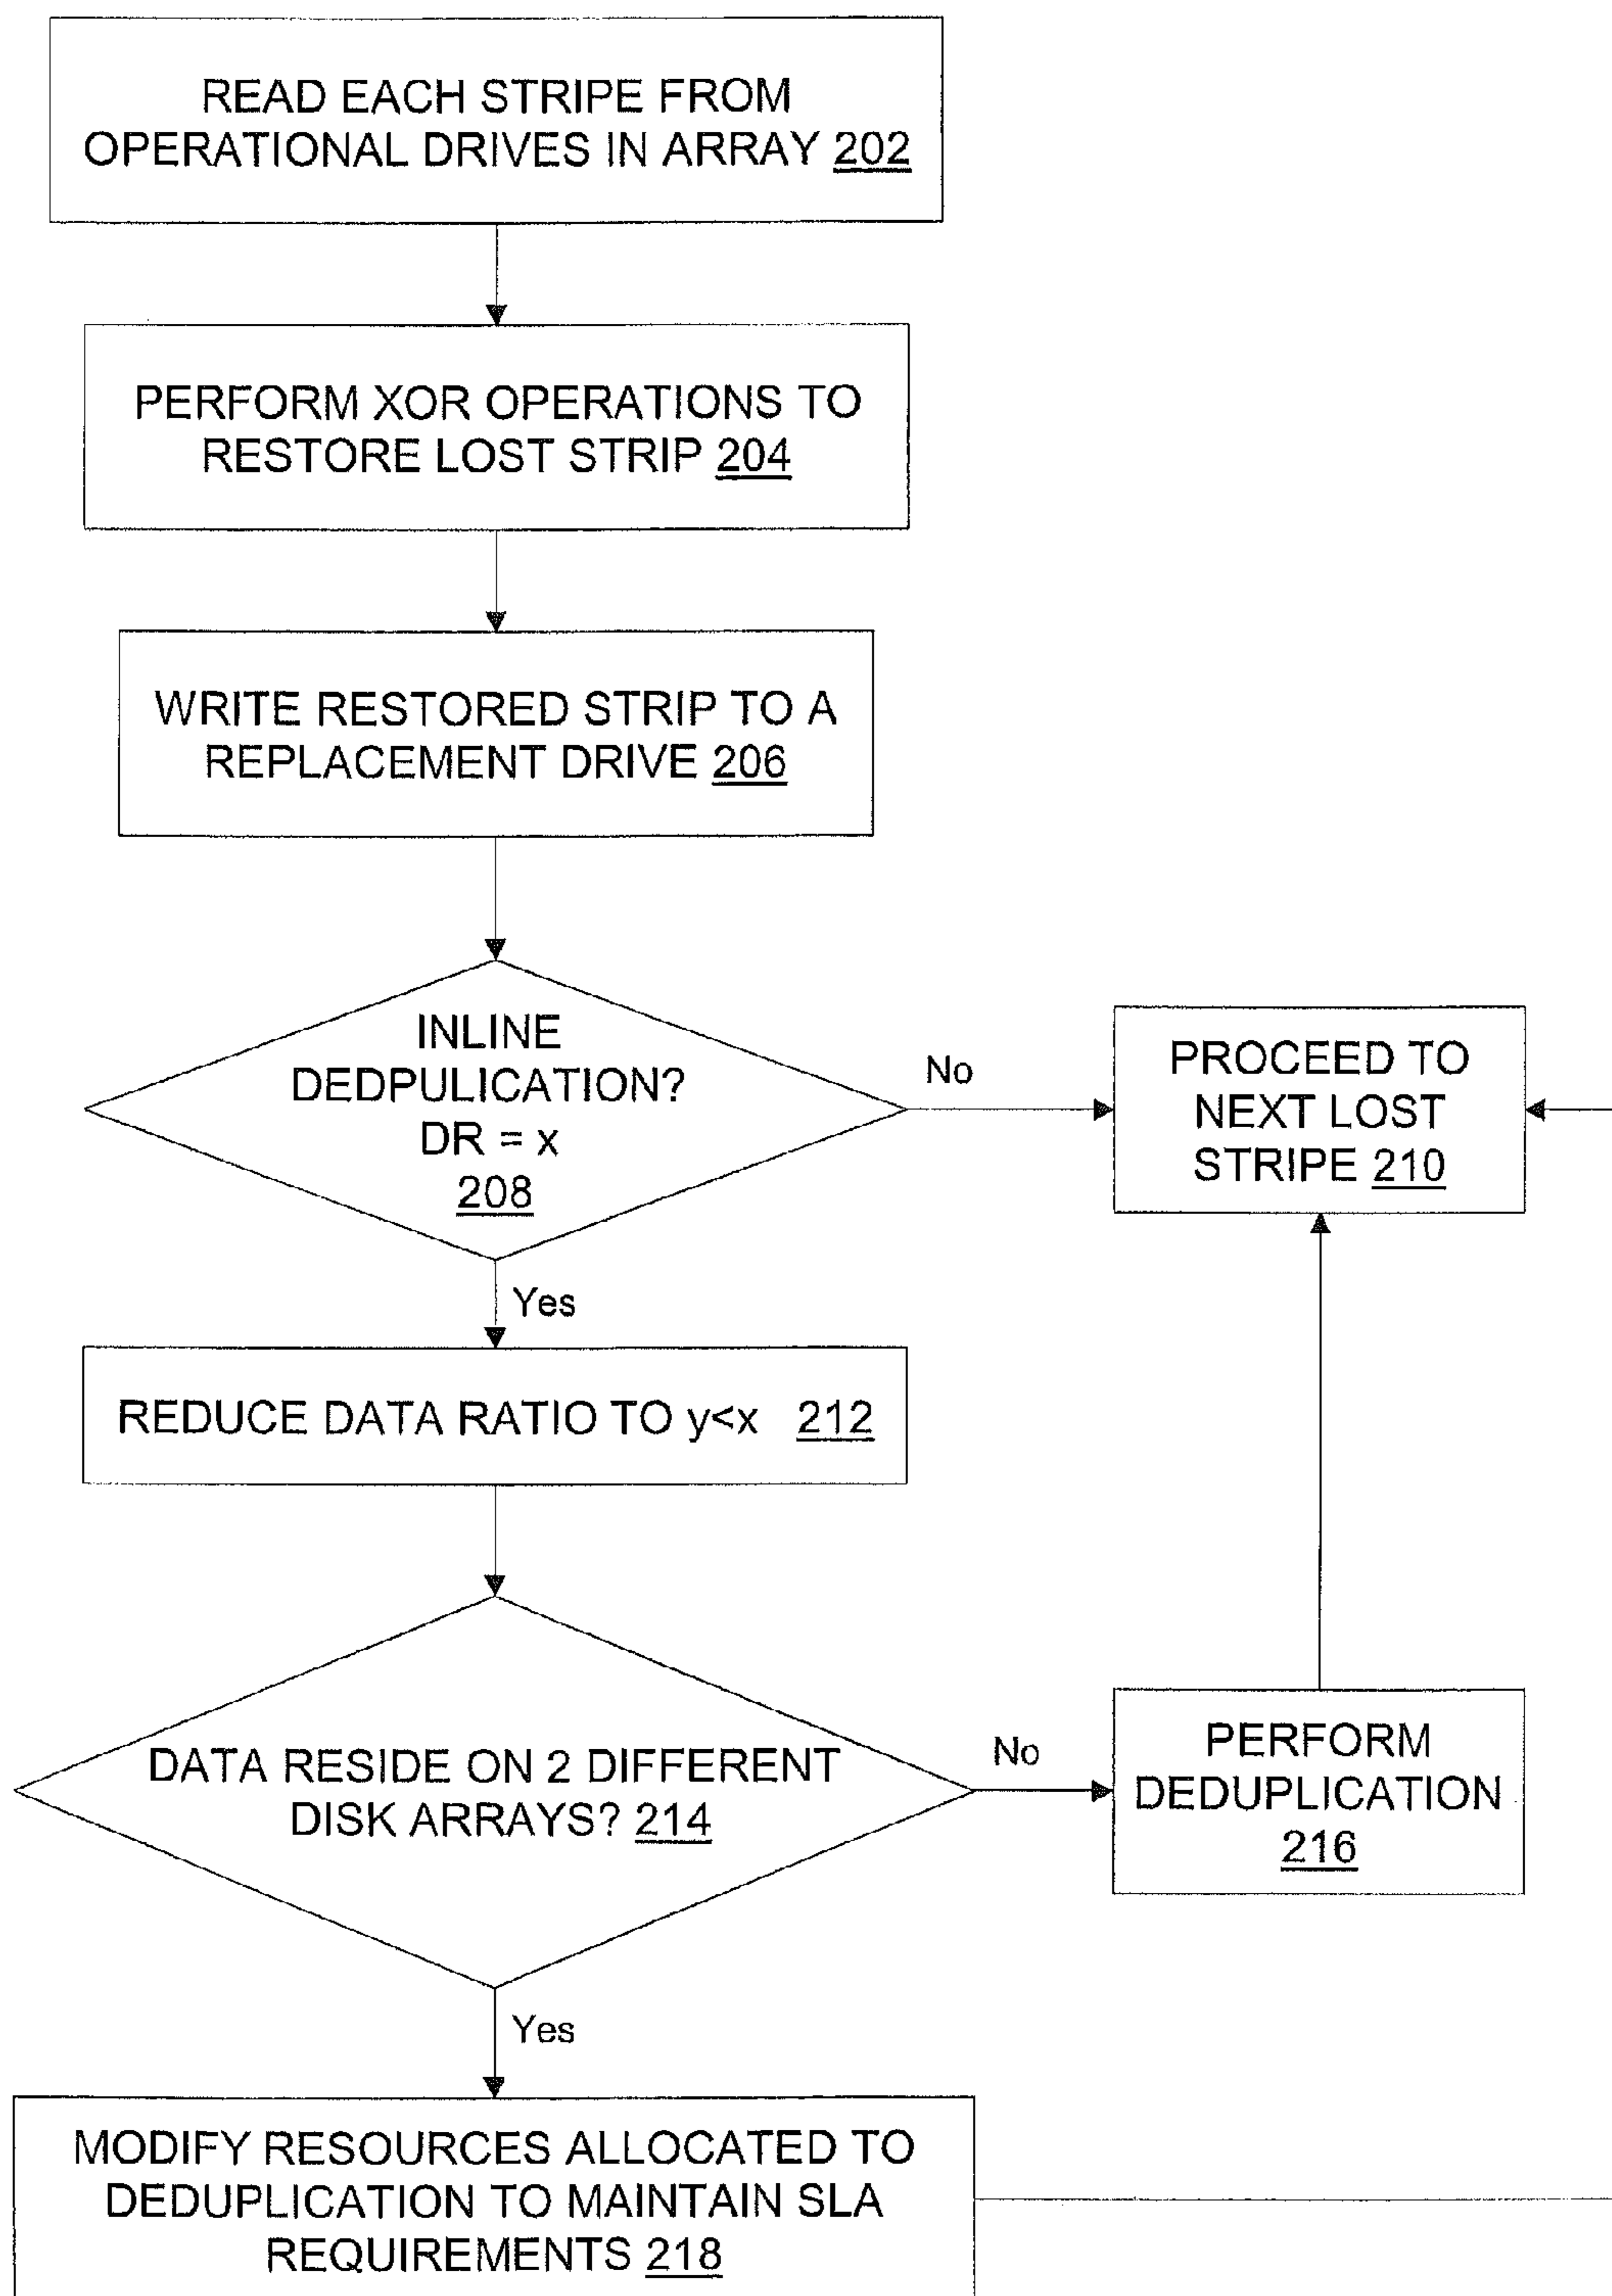 READ EACH STRIPE FROM
OPERATIONAL DRIVES IN ARRAY 202
PERFORM XOR OPERATIONS TO
RESTORE LOST STRIP 204
WRITE RESTORED STRIP TO A
REPLACEMENT DRIVE 206
INLINE
DEDPULICATION?
DR = x
208
No
PROCEED TO
NEXT LOST
STRIPE 210
Yes
REDUCE DATA RATIO TO y<x 212
DATA RESIDE ON 2 DIFFERENT
DISK ARRAYS? 214
No
PERFORM
DEDUPLICATION
216
Yes
MODIFY RESOURCES ALLOCATED TO
DEDUPLICATION TO MAINTAIN SLA
REQUIREMENTS 218